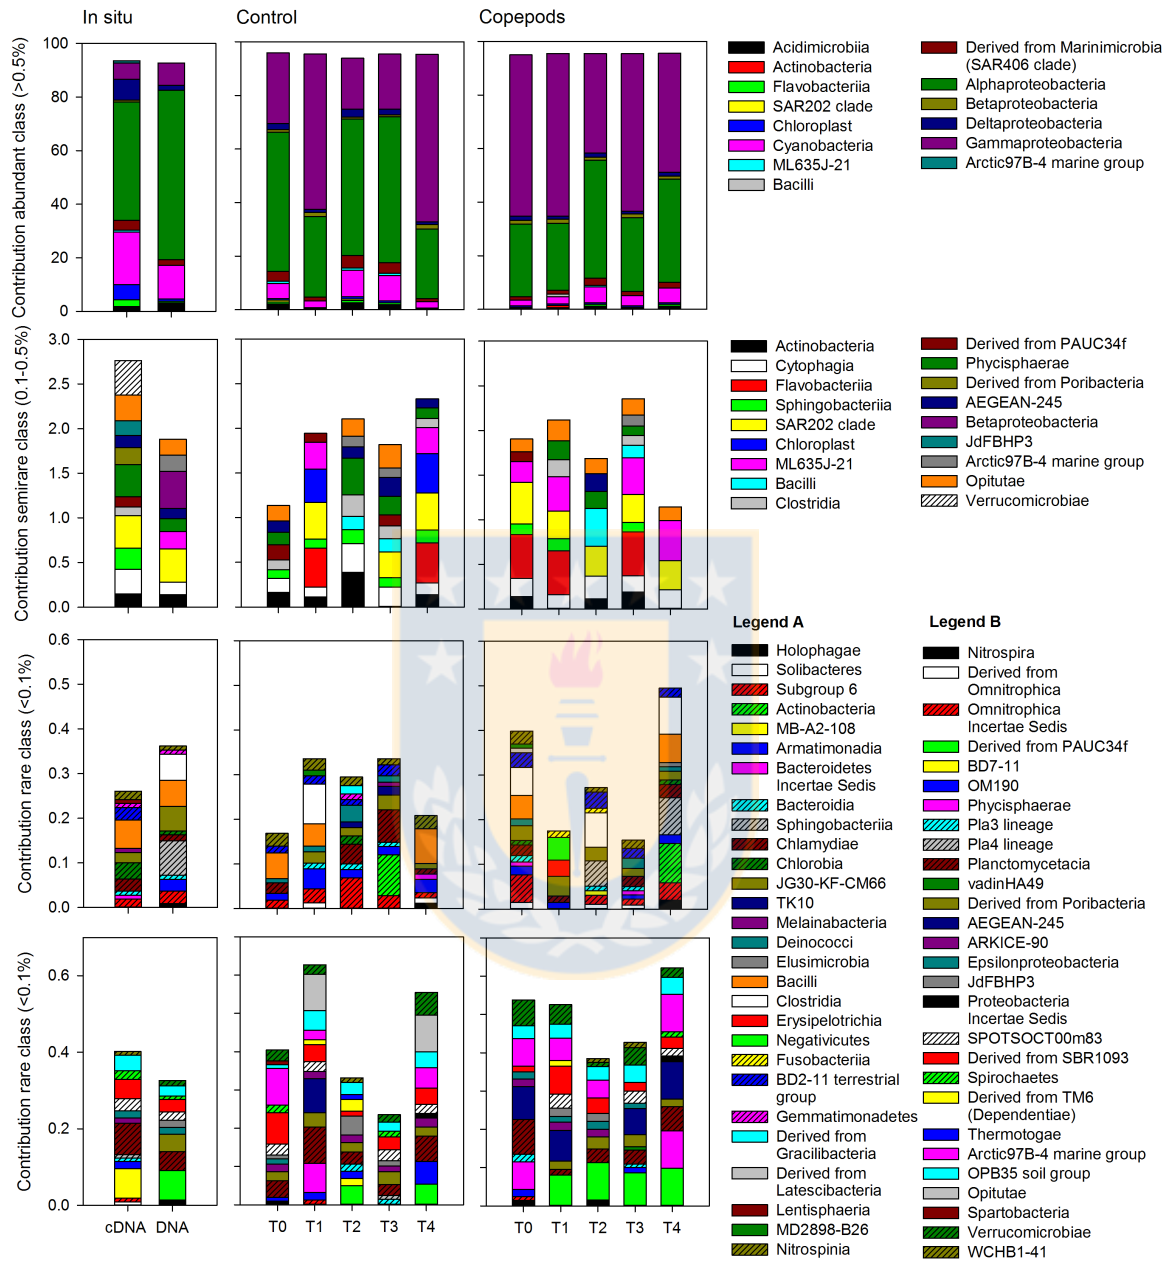 In situ
Control
Copepods
Contribution abundant class (>0.5%)
100
80
60
40
20
0
Acidimicrobiia
Actinobacteria
Flavobacteriia
SAR202 clade
Chloroplast
Cyanobacteria
ML635J-21
Bacilli
Derived from Marinimicrobia
(SAR406 clade)
Alphaproteobacteria
Betaproteobacteria
Deltaproteobacteria
Gammaproteobacteria
Arctic97B-4 marine group
Contribution semirare class (0.1-0.5%)
3.0
2.5
2.0
1.5
1.0
0.5
0.0
Actinobacteria
Cytophagia
Flavobacteriia
Sphingobacteriia
SAR202 clade
Chloroplast
ML635J-21
Bacilli
Clostridia
Derived from PAUC34f
Phycisphaerae
Derived from Poribacteria
AEGEAN-245
Betaproteobacteria
JdFBHP3
Arctic97B-4 marine group
Opitutae
Verrucomicrobiae
Contribution rare class (<0.1%)
0.6
0.5
0.4
0.3
0.2
0.1
0.0
Contribution rare class (<0.1%)
0.6
0.4
0.2
0.0
cDNA
DNA
T0
T1
T2
T3
T4
T0
T1
T2
T3
T4
Legend A
Holophagae
Solibacteres
Subgroup 6
Actinobacteria
MB-A2-108
Armatimonadia
Bacteroidetes
Incertae Sedis
Bacteroidia
Sphingobacteriia
Chlamydiae
Chlorobia
JG30-KF-CM66
TK10
Melainabacteria
Deinococci
Elusimicrobia
Bacilli
Clostridia
Erysipelotrichia
Negativicutes
Fusobacteriia
BD2-11 terrestrial
group
Gemmatimonadetes
Derived from
Gracilibacteria
Derived from
Latescibacteria
Lentisphaeria
MD2898-B26
Nitrospinia
Legend B
Nitrospira
Derived from
Omnitrophica
Omnitrophica
Incertae Sedis
Derived from PAUC34f
BD7-11
OM190
Phycisphaerae
Pla3 lineage
Pla4 lineage
Planctomycetacia
vadinHA49
Derived from Poribacteria
AEGEAN-245
ARKICE-90
Epsilonproteobacteria
JdFBHP3
Proteobacteria
Incertae Sedis
SPOTSOCT00m83
Derived from SBR1093
Spirochaetes
Derived from TM6
(Dependentiae)
Thermotogae
Arctic97B-4 marine group
OPB35 soil group
Opitutae
Spartobacteria
Verrucomicrobiae
WCHB1-41